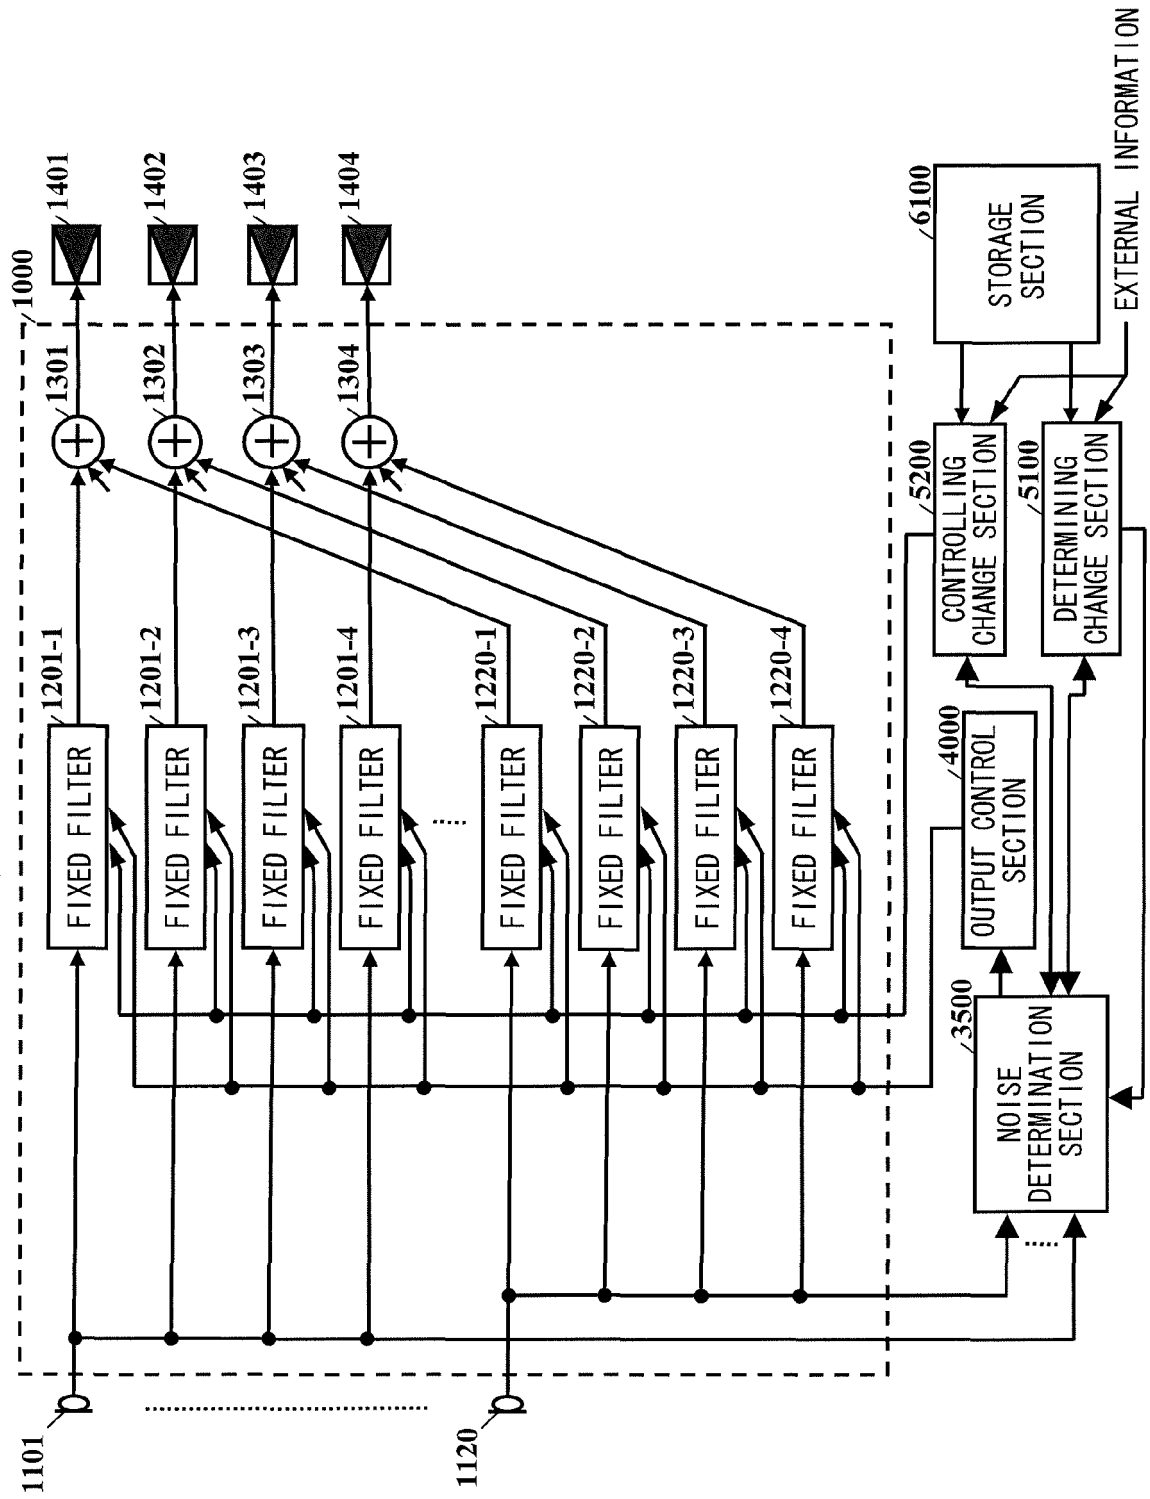 1101
1120
1000
FIXED FILTER
1201-1
FIXED FILTER
1201-2
FIXED FILTER
1201-3
FIXED FILTER
1201-4
FIXED FILTER
1220-1
FIXED FILTER
1220-2
FIXED FILTER
1220-3
FIXED FILTER
1220-4
1301
1302
1303
1304
1401
1402
1403
1404
3500
NOISE
DETERMINATION
SECTION
4000
OUTPUT CONTROL
SECTION
5200
CONTROLLING
CHANGE SECTION
5100
DETERMINING
CHANGE SECTION
6100
STORAGE
SECTION
EXTERNAL INFORMATION